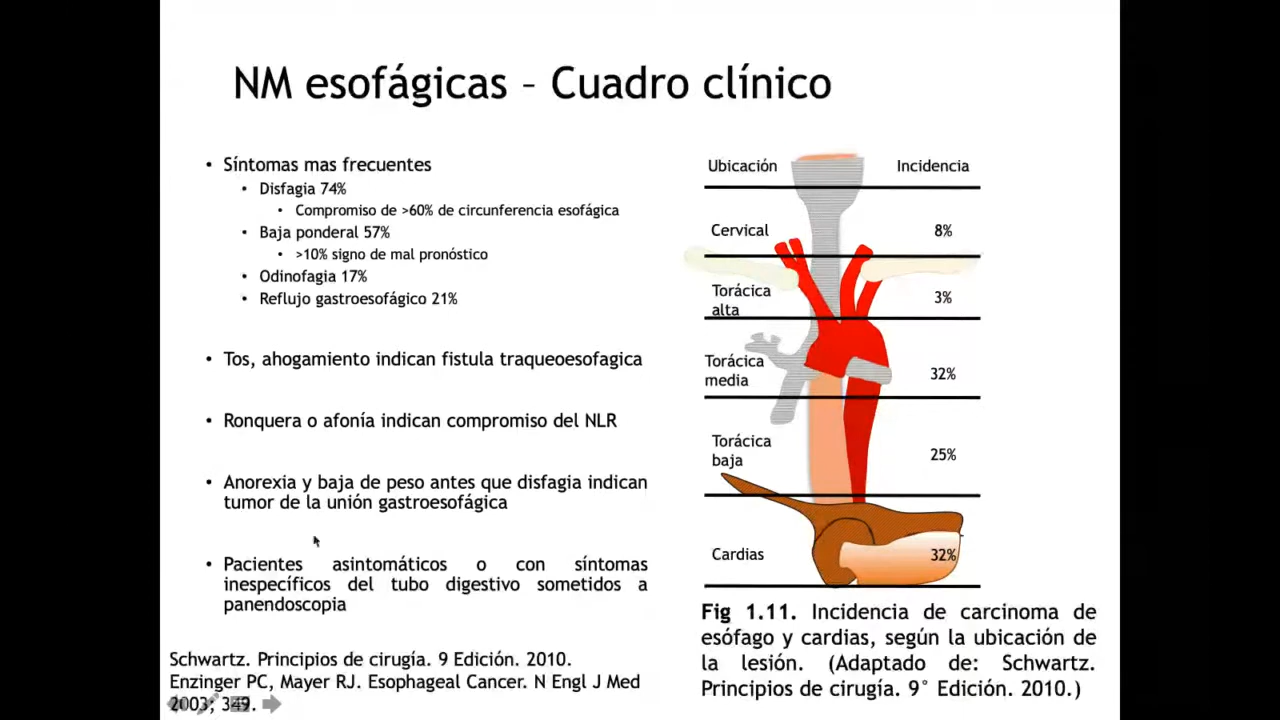 NM esofágicas – Cuadro clínico
• Síntomas mas frecuentes
• Disfagia 74%
• Compromiso de >60% de circunferencia esofágica
• Baja ponderal 57%
• >10% signo de mal pronóstico
• Odinofagia 17%
• Reflujo gastroesofágico 21%
• Tos, ahogamiento indican fistula traqueoesofagica
• Ronquera o afonía indican compromiso del NLR
• Anorexia y baja de peso antes que disfagia indican
tumor de la unión gastroesofágica
• Pacientes asintomáticos o con síntomas
inespecíficos del tubo digestivo sometidos a
panendoscopia
Schwartz. Principios de cirugía. 9 Edición. 2010.
Enzinger PC, Mayer RJ. Esophageal Cancer. N Engl J Med
2003; 349.
Ubicación Incidencia
Cervical 8%
Torácica
alta 3%
Torácica
media 32%
Torácica
baja 25%
Cardias 32%
Fig 1.11. Incidencia de carcinoma de
esófago y cardias, según la ubicación de
la lesión. (Adaptado de: Schwartz.
Principios de cirugía. 9° Edición. 2010.)